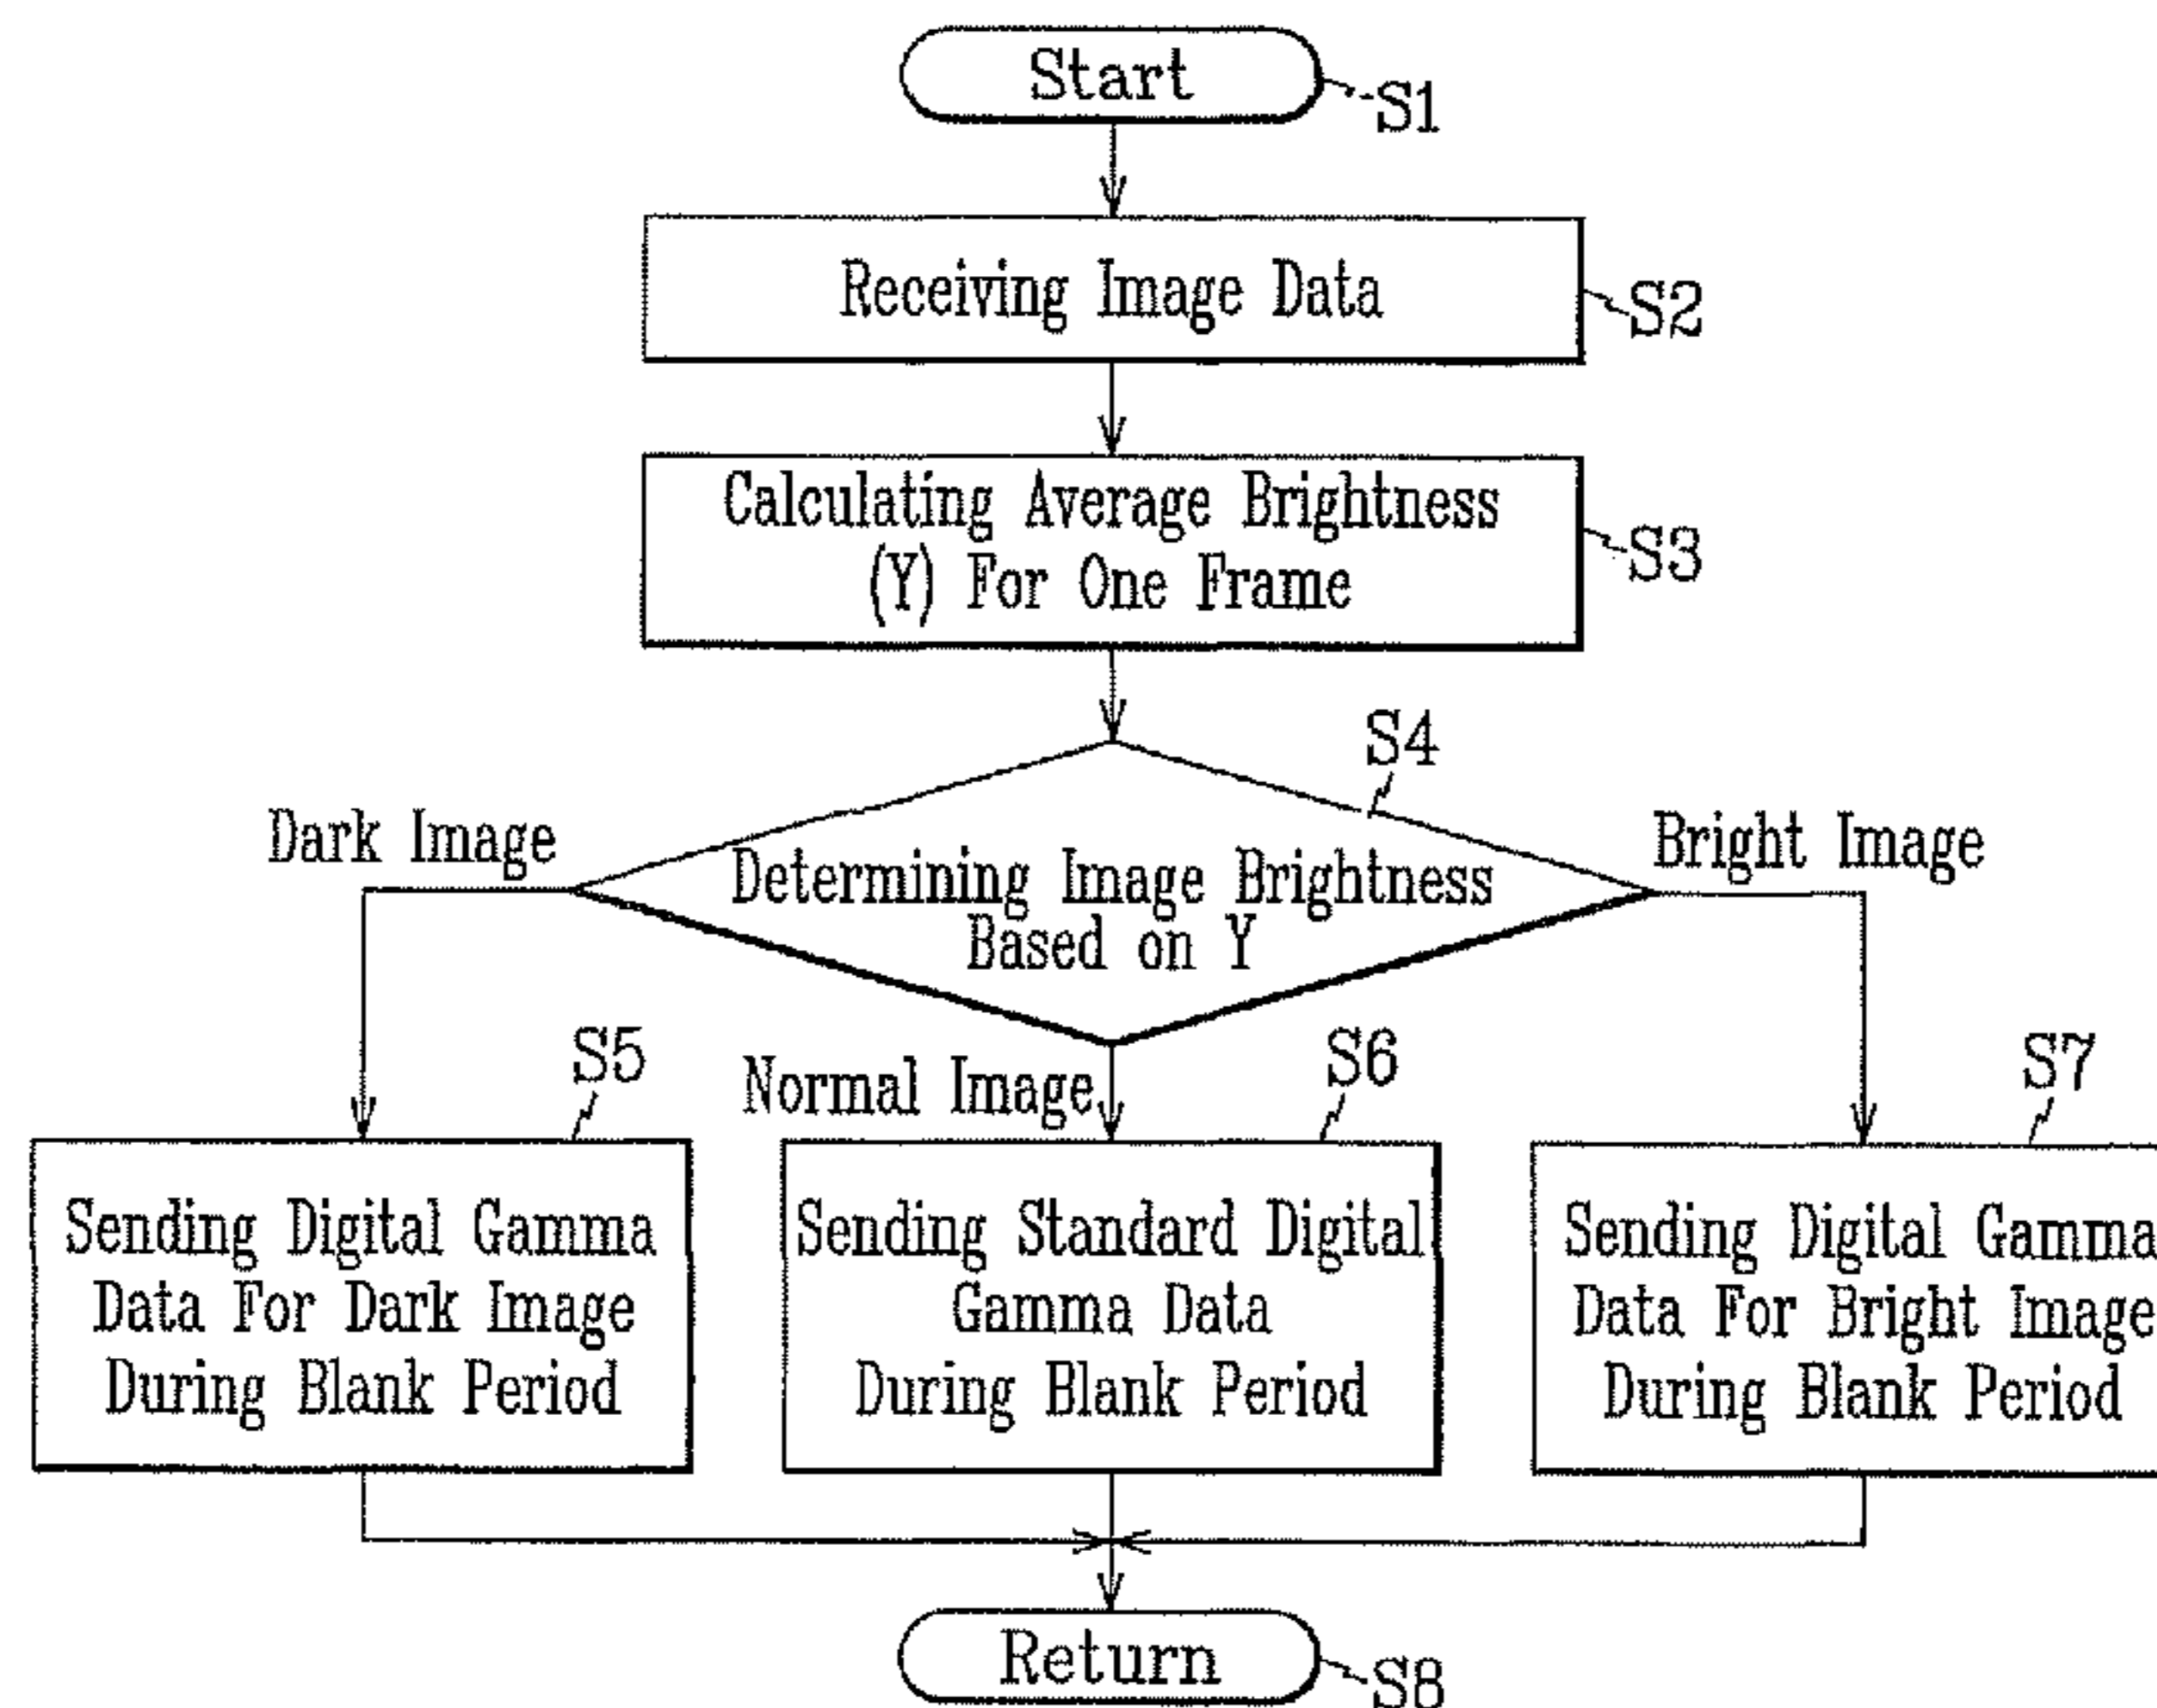 Start
S1
Receiving Image Data
S2
Calculating Average Brightness
(Y) For One Frame
S3
S4
Dark Image
Bright Image
Determining Image Brightness
Based on Y
S5
Normal Image
S6
S7
Sending Digital Gamma
Data For Dark Image
During Blank Period
Sending Standard Digital
Gamma Data
During Blank Period
Sending Digital Gamma
Data For Bright Image
During Blank Period
Return
S8